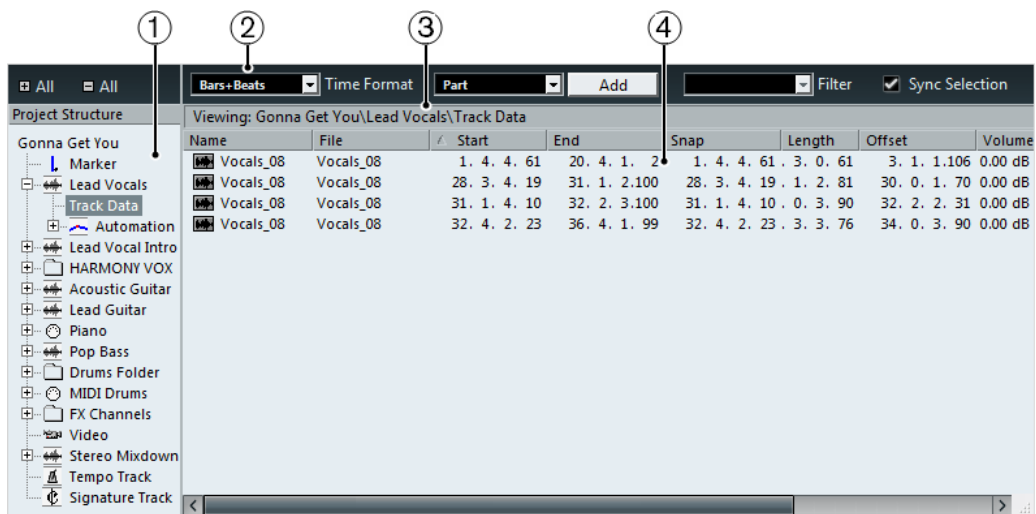 1 2 3 4
All All Bars+Beats Time Format Part Add Filter Sync Selection
Project Structure
Gonna Get You
Marker
Lead Vocals
Track Data
Automation
Lead Vocal Intro
HARMONY VOX
Acoustic Guitar
Lead Guitar
Piano
Pop Bass
Drums Folder
MIDI Drums
FX Channels
Video
Stereo Mixdown
Tempo Track
Signature Track
Viewing: Gonna Get You\Lead Vocals\Track Data
Name File Start End Snap Length Offset Volume
Vocals_08 Vocals_08 1. 4. 4. 61 20. 4. 1. 2 1. 4. 4. 61 . 3. 0. 61 3. 1. 1.106 0.00 dB
Vocals_08 Vocals_08 28. 3. 4. 19 31. 1. 2.100 28. 3. 4. 19 . 1. 2. 81 30. 0. 1. 70 0.00 dB
Vocals_08 Vocals_08 31. 1. 4. 10 32. 2. 3.100 31. 1. 4. 10 . 0. 3. 90 32. 2. 2. 31 0.00 dB
Vocals_08 Vocals_08 32. 4. 2. 23 36. 4. 1. 99 32. 4. 2. 23 . 3. 3. 76 34. 0. 3. 90 0.00 dB